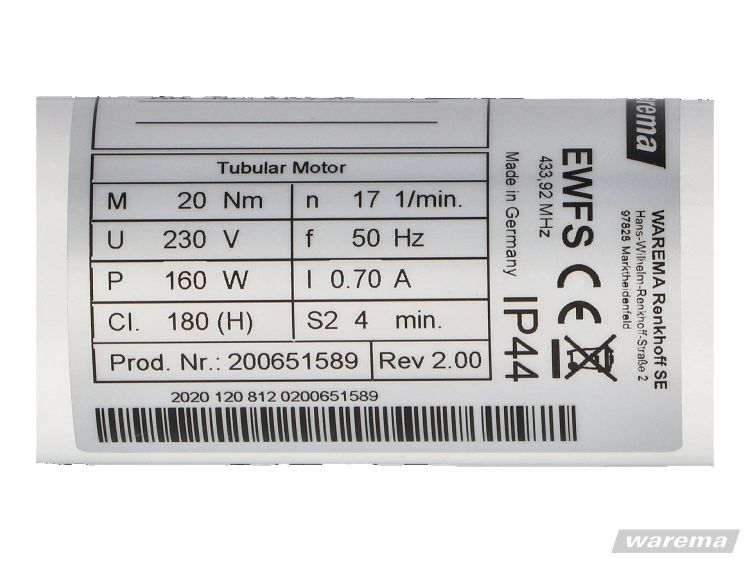 Tubular Motor
M 20 Nm n 17 1/min.
U 230 V f 50 Hz
P 160 W I 0.70 A
Cl. 180 (H) S2 4 min.
Prod. Nr.: 200651589 Rev 2.00
2020 120 812 0200651589
Made in Germany
IP44
433,92 MHz
EWFS CE
warema
WAREMA Renkhoff SE
Hans-Wilhelm-Renkhoff-Straße 2
97828 Marktheidenfeld
warema